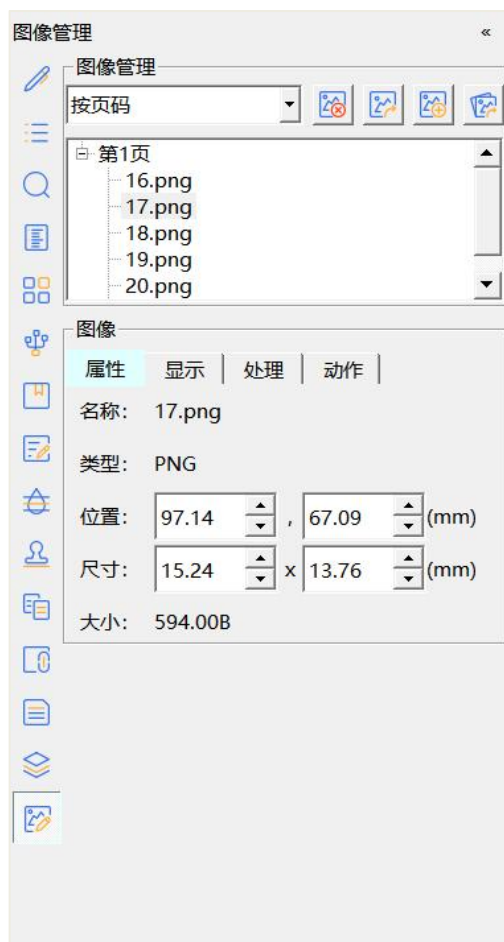 图像管理 «
图像管理
按页码
第1页
16.png
17.png
18.png
19.png
20.png
图像
属性 显示 处理 动作
名称: 17.png
类型: PNG
位置: 97.14 , 67.09 (mm)
尺寸: 15.24 x 13.76 (mm)
大小: 594.00B